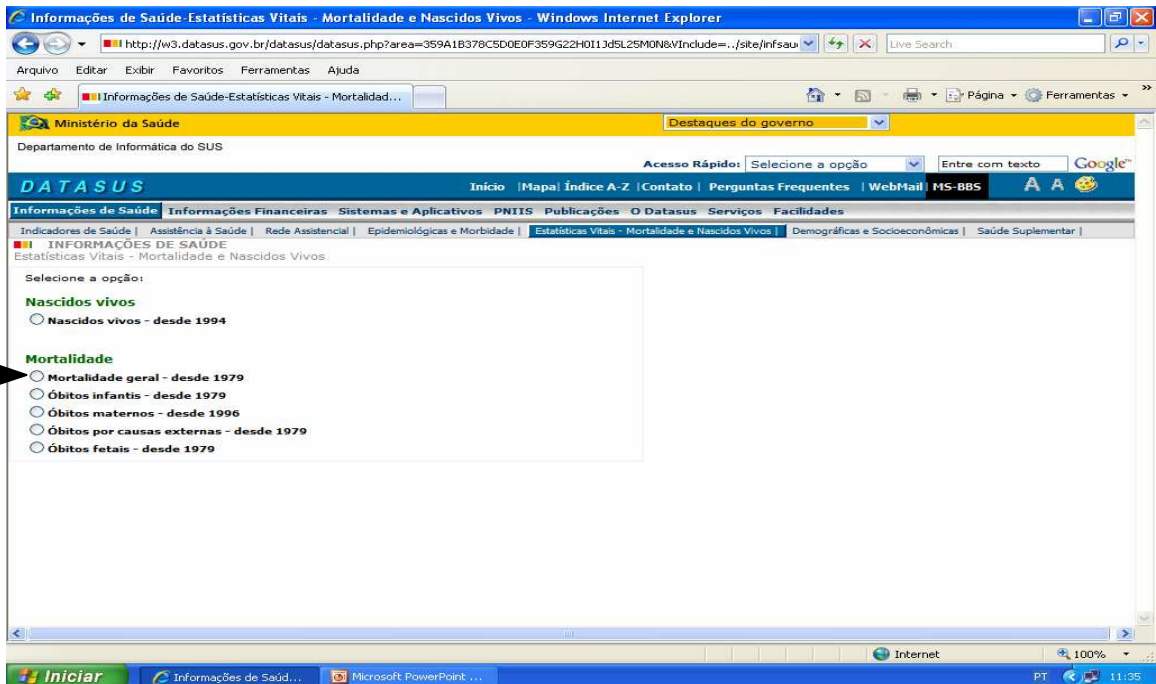 Informações de Saúde-Estatísticas Vitais - Mortalidade e Nascidos Vivos - Windows Internet Explorer
http://w3.datasus.gov.br/datasus/datasus.php?area=359A1B378C5D0E0F359G22H0I1Jd5L25M0N&VInclude=../site/infsau
Live Search
Arquivo Editar Exibir Favoritos Ferramentas Ajuda
Informações de Saúde-Estatísticas Vitais - Mortalidad...
Página Ferramentas
Ministério da Saúde
Destaques do governo
Departamento de Informática do SUS
Acesso Rápido: Selecione a opção Entre com texto Google™
DATASUS
Início |Mapa| Índice A-Z |Contato | Perguntas Frequentes | WebMail| MS-BBS A A
Informações de Saúde Informações Financeiras Sistemas e Aplicativos PNIIS Publicações O Datasus Serviços Facilidades
Indicadores de Saúde | Assistência à Saúde | Rede Assistencial | Epidemiológicas e Morbidade | Estatísticas Vitais - Mortalidade e Nascidos Vivos | Demográficas e Socioeconômicas | Saúde Suplementar |
INFORMAÇÕES DE SAÚDE
Estatísticas Vitais - Mortalidade e Nascidos Vivos
Selecione a opção:
Nascidos vivos
Nascidos vivos - desde 1994
Mortalidade
Mortalidade geral - desde 1979
Óbitos infantis - desde 1979
Óbitos maternos - desde 1996
Óbitos por causas externas - desde 1979
Óbitos fetais - desde 1979
Internet 100%
Iniciar Informações de Saúd... Microsoft PowerPoint ... PT 11:35